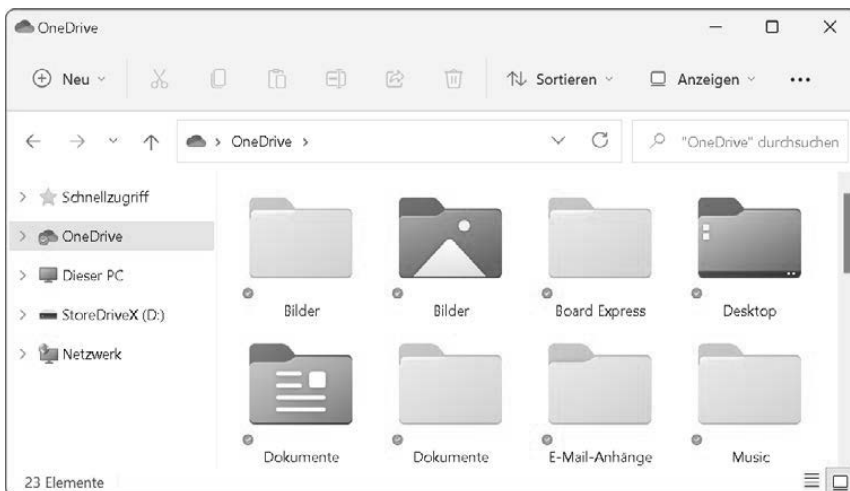 OneDrive
Neu
Sortieren
Anzeigen
OneDrive
"OneDrive" durchsuchen
Schnellzugriff
OneDrive
Dieser PC
StoreDriveX (D:)
Netzwerk
Bilder
Bilder
Board Express
Desktop
Dokumente
Dokumente
E-Mail-Anhänge
Music
23 Elemente